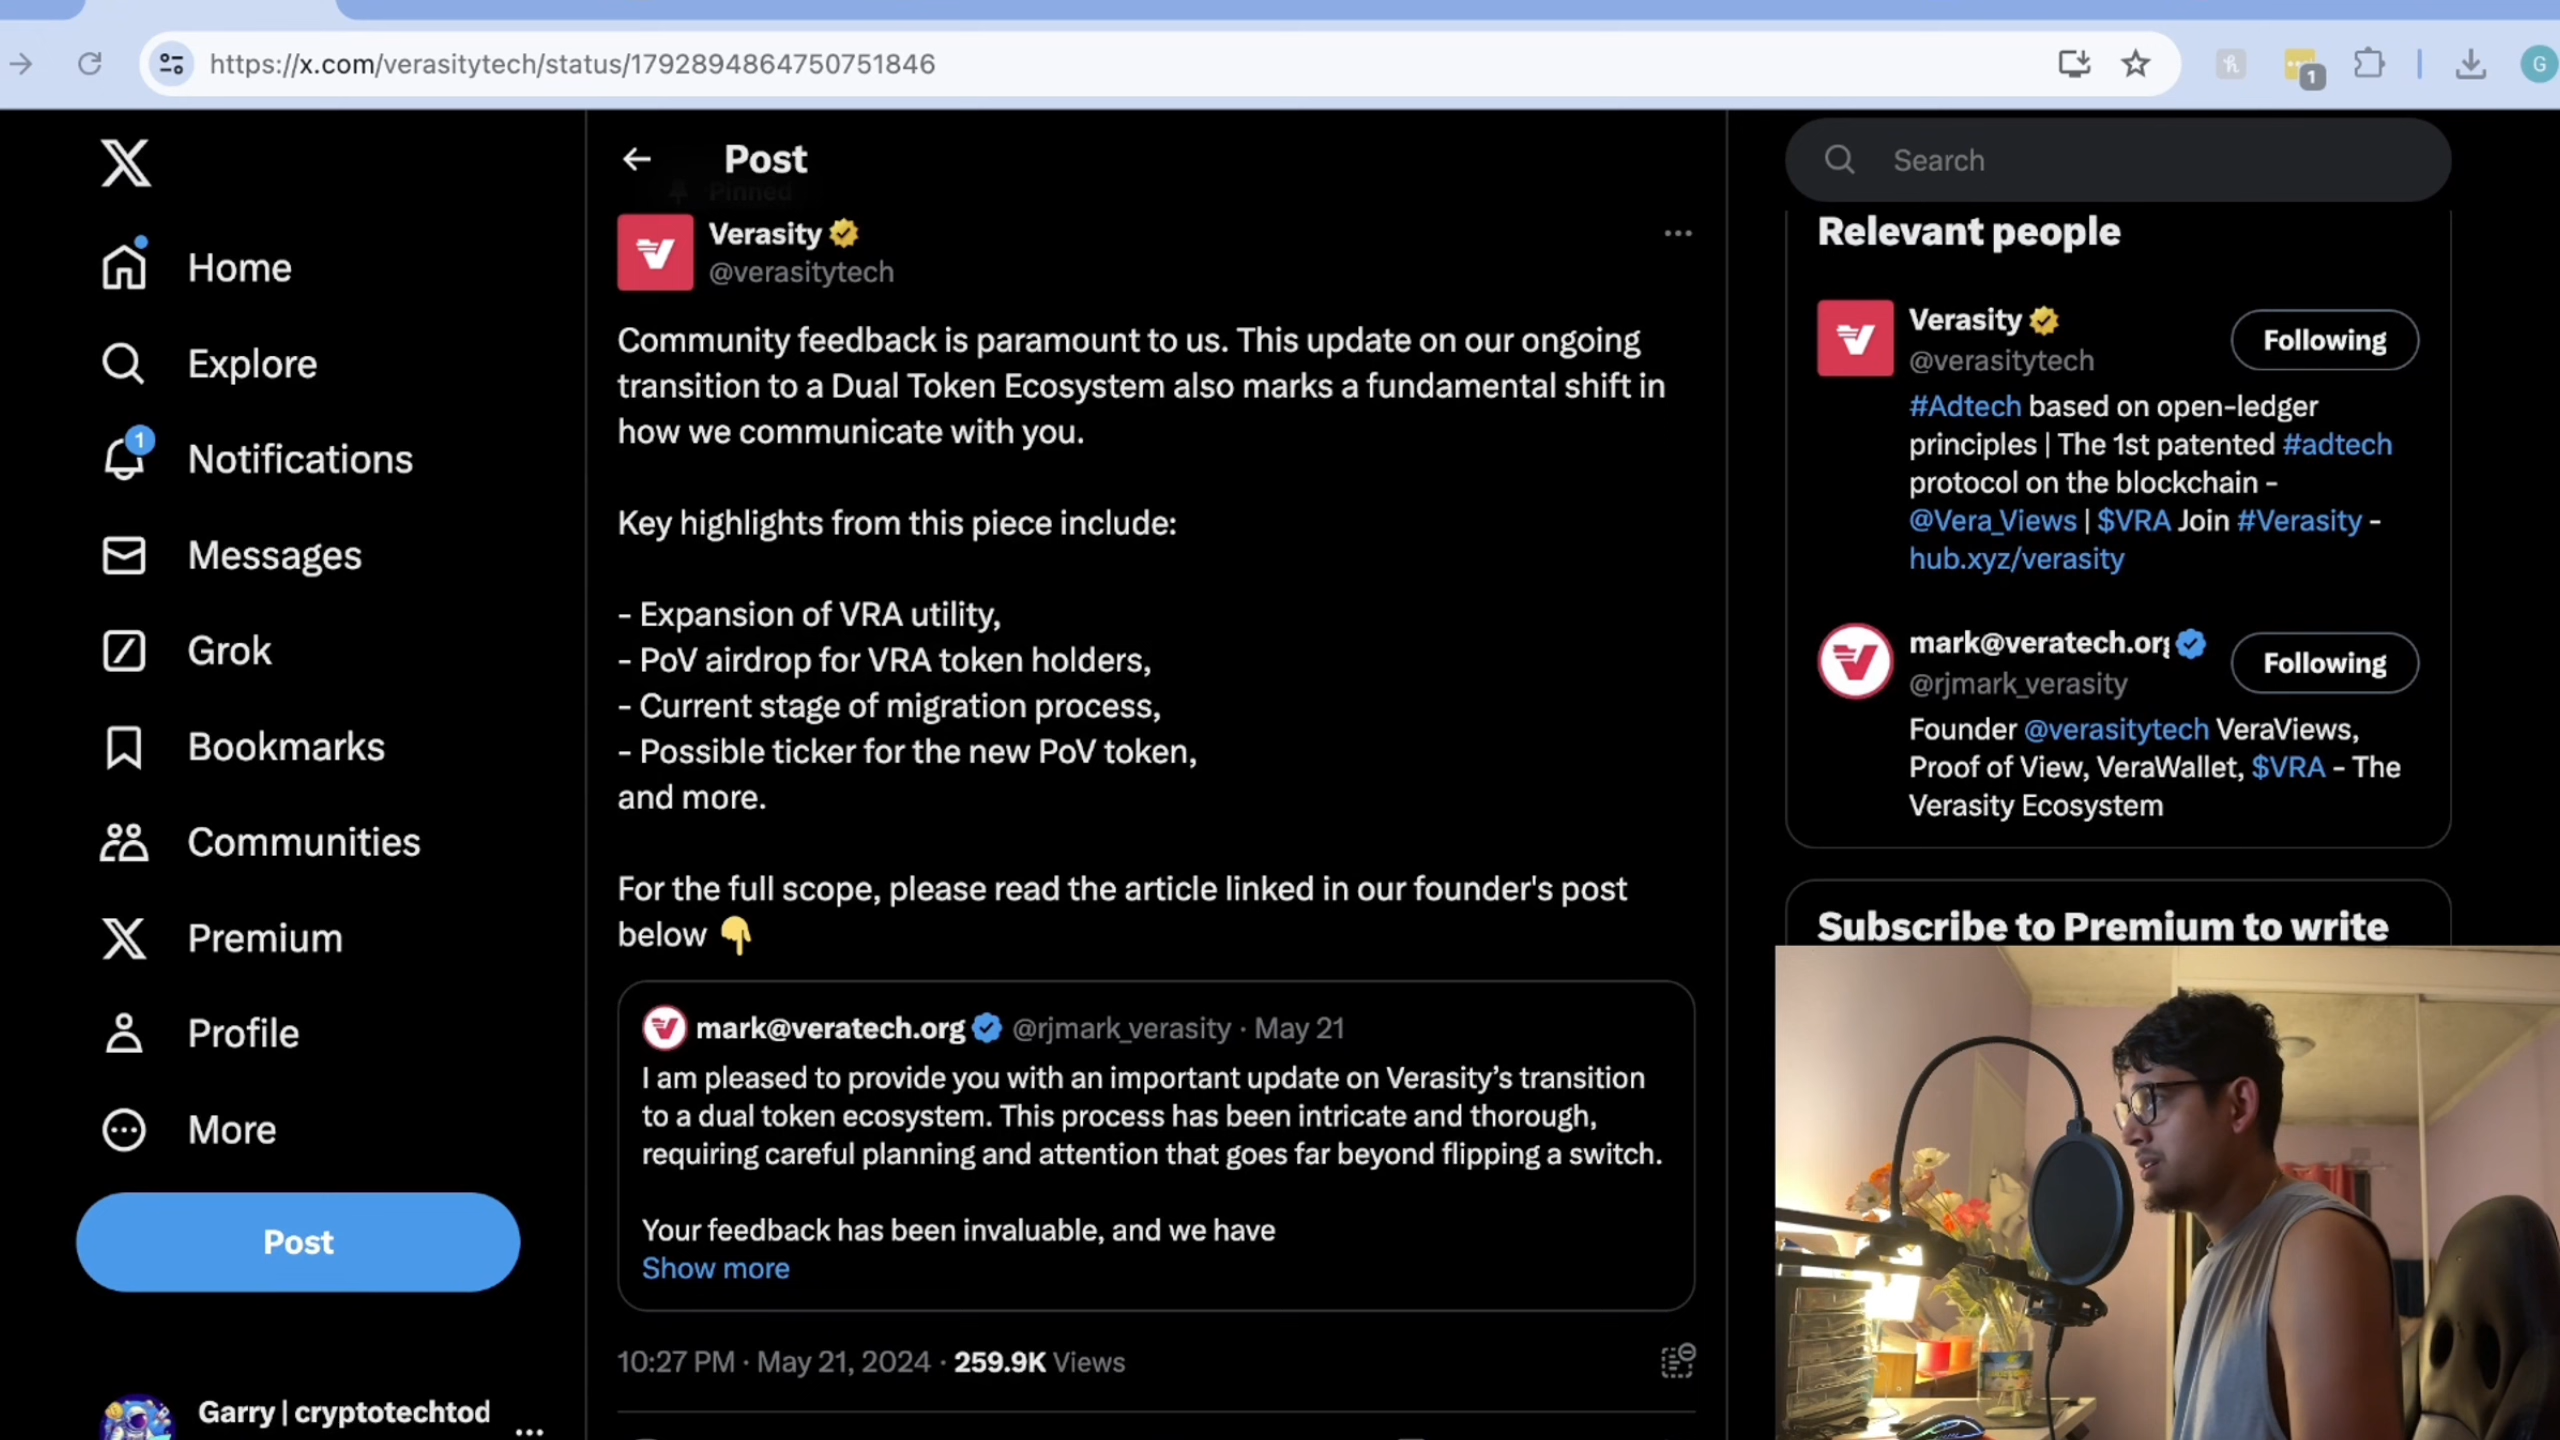 https://x.com/verasitytech/status/1792894864750751846
1
G
Home
Explore
1
Notifications
Messages
Grok
Bookmarks
Communities
Premium
Profile
More
Post
Garry | cryptotechtod
Post
Pinned
Verasity
@verasitytech
Community feedback is paramount to us. This update on our ongoing
transition to a Dual Token Ecosystem also marks a fundamental shift in
how we communicate with you.
Key highlights from this piece include:
- Expansion of VRA utility,
- PoV airdrop for VRA token holders,
- Current stage of migration process,
- Possible ticker for the new PoV token,
and more.
For the full scope, please read the article linked in our founder's post
below 👇
mark@veratech.org @rjmark_verasity · May 21
I am pleased to provide you with an important update on Verasity’s transition
to a dual token ecosystem. This process has been intricate and thorough,
requiring careful planning and attention that goes far beyond flipping a switch.
Your feedback has been invaluable, and we have
Show more
10:27 PM · May 21, 2024 · 259.9K Views
Search
Relevant people
Verasity
@verasitytech
Following
#Adtech based on open-ledger
principles | The 1st patented #adtech
protocol on the blockchain -
@Vera_Views | $VRA Join #Verasity -
hub.xyz/verasity
mark@veratech.org
@rjmark_verasity
Following
Founder @verasitytech VeraViews,
Proof of View, VeraWallet, $VRA - The
Verasity Ecosystem
Subscribe to Premium to write